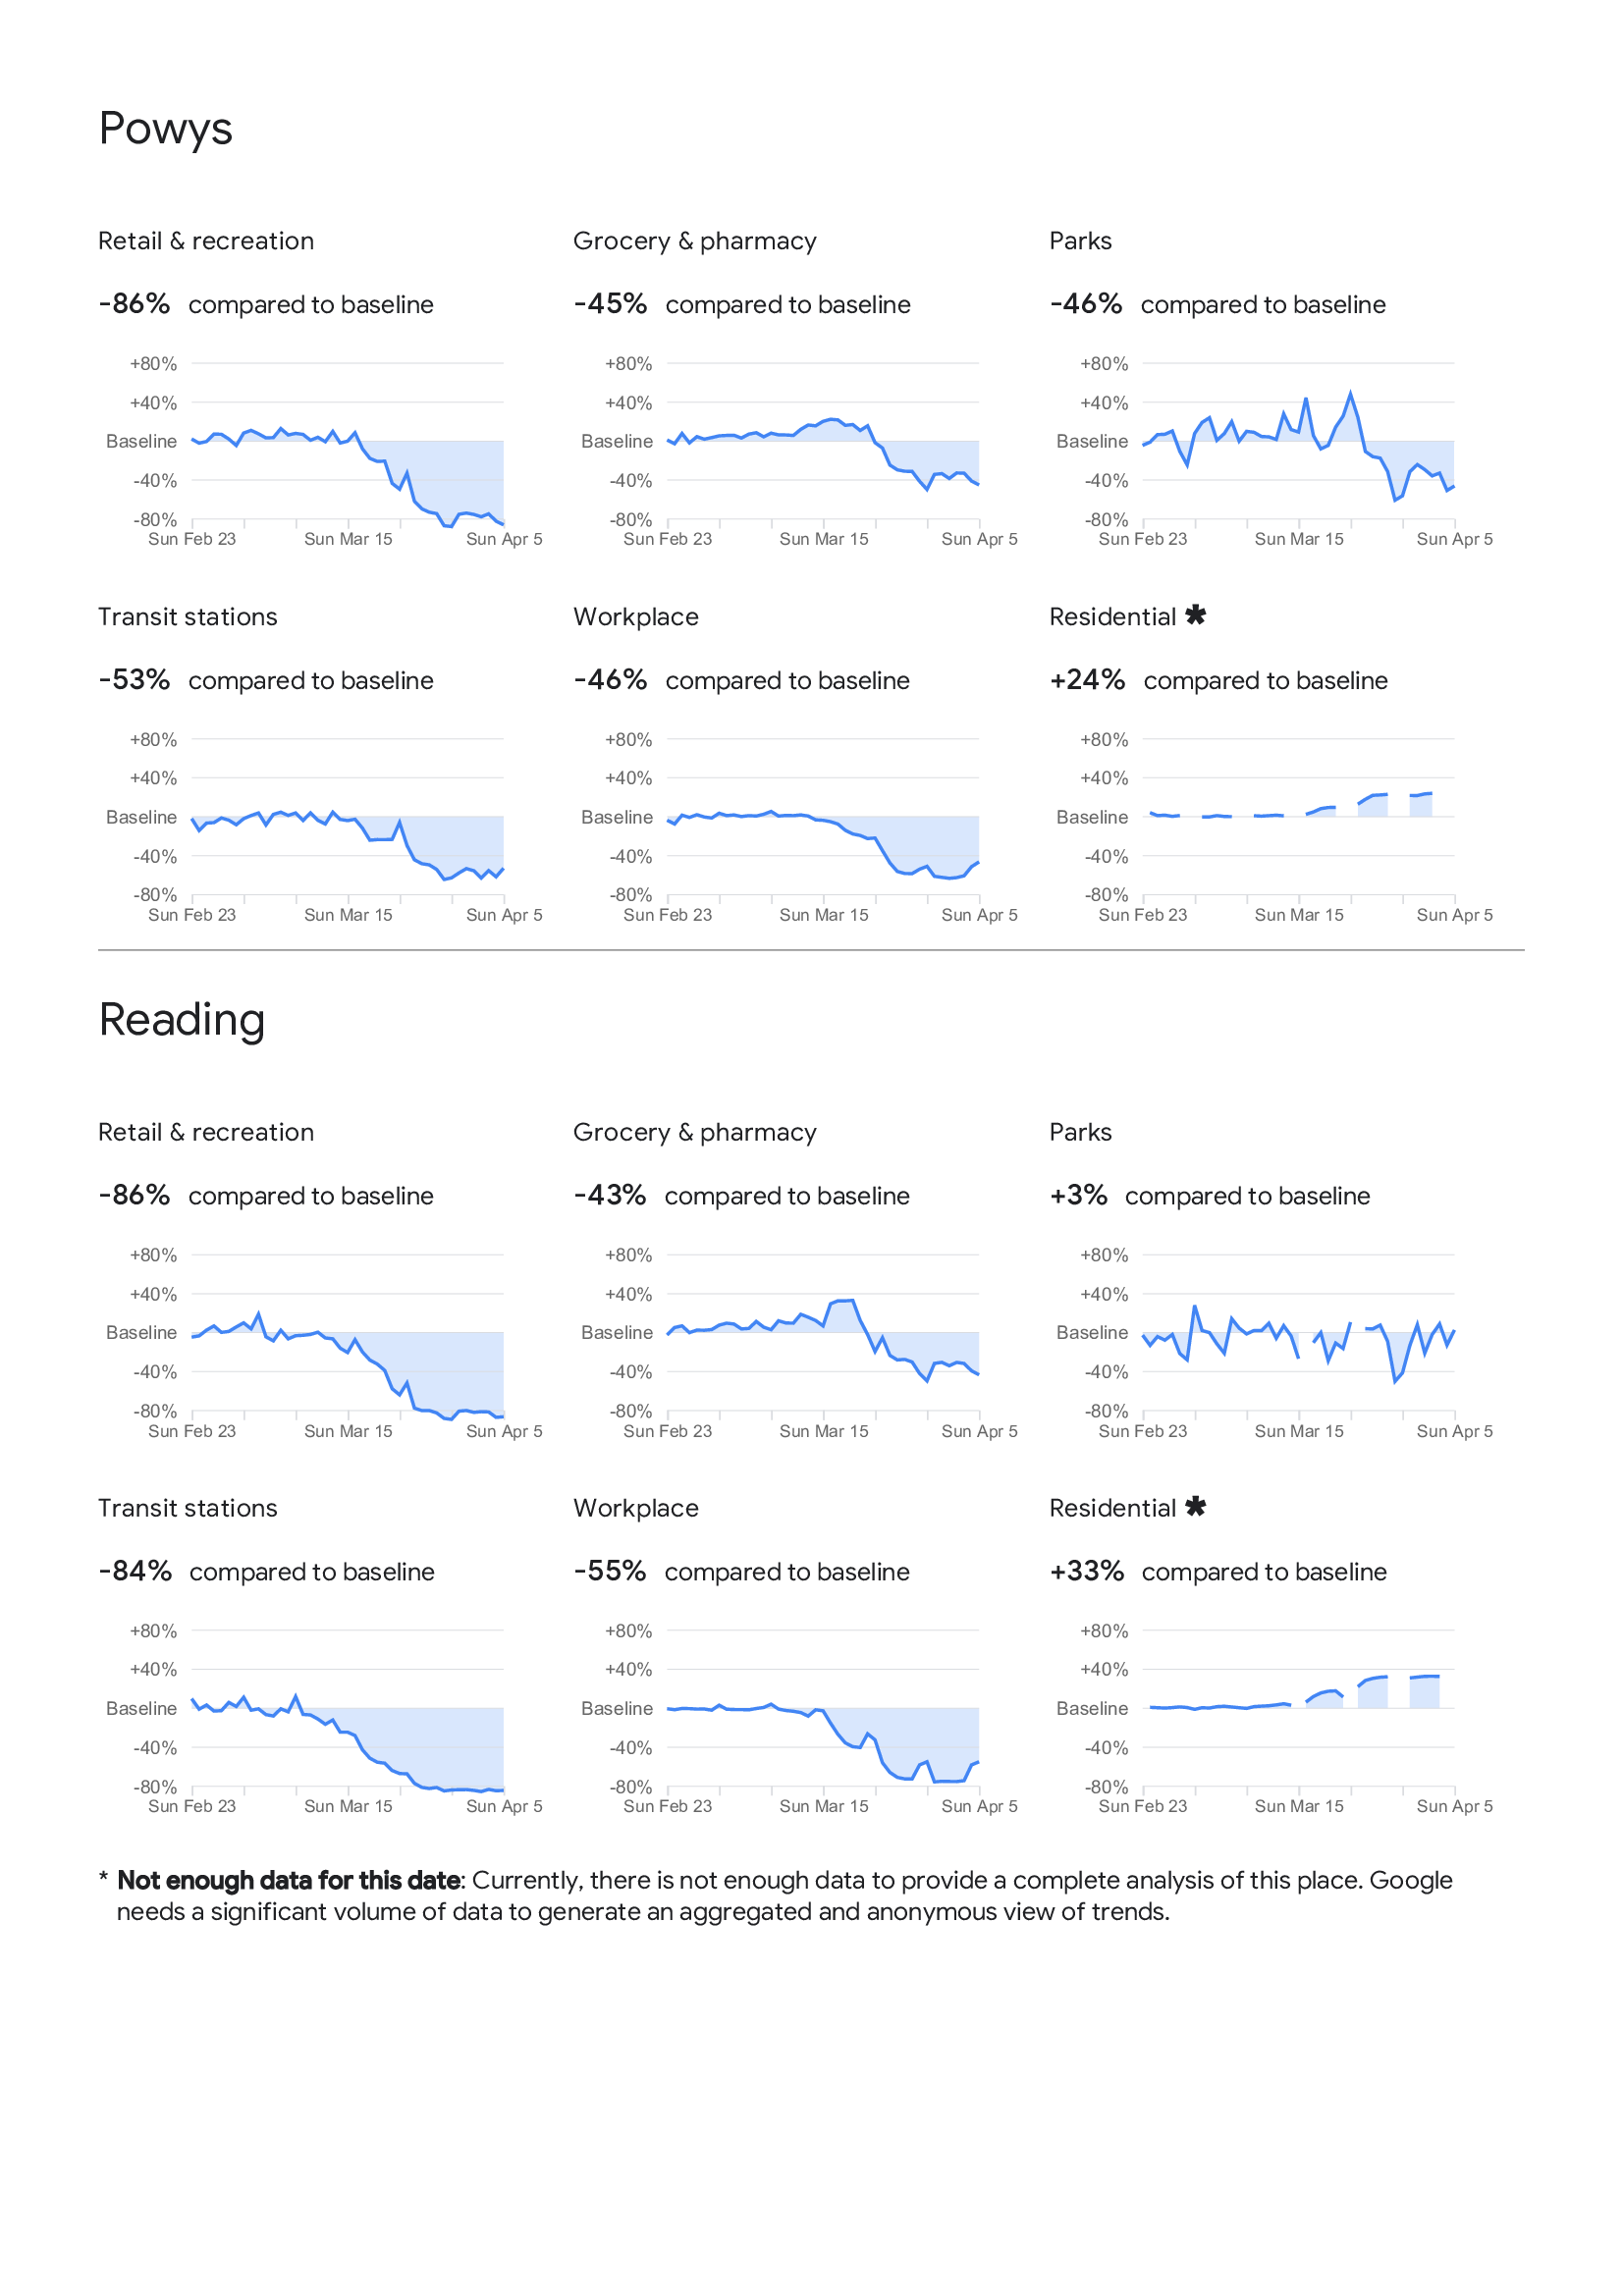 Powys
Retail & recreation
-86% compared to baseline
+80%
+40%
Baseline
-40%
-80%
Sun Feb 23 Sun Mar 15 Sun Apr 5
Grocery & pharmacy
-45% compared to baseline
+80%
+40%
Baseline
-40%
-80%
Sun Feb 23 Sun Mar 15 Sun Apr 5
Parks
-46% compared to baseline
+80%
+40%
Baseline
-40%
-80%
Sun Feb 23 Sun Mar 15 Sun Apr 5
Transit stations
-53% compared to baseline
+80%
+40%
Baseline
-40%
-80%
Sun Feb 23 Sun Mar 15 Sun Apr 5
Workplace
-46% compared to baseline
+80%
+40%
Baseline
-40%
-80%
Sun Feb 23 Sun Mar 15 Sun Apr 5
Residential *
+24% compared to baseline
+80%
+40%
Baseline
-40%
-80%
Sun Feb 23 Sun Mar 15 Sun Apr 5
Reading
Retail & recreation
-86% compared to baseline
+80%
+40%
Baseline
-40%
-80%
Sun Feb 23 Sun Mar 15 Sun Apr 5
Grocery & pharmacy
-43% compared to baseline
+80%
+40%
Baseline
-40%
-80%
Sun Feb 23 Sun Mar 15 Sun Apr 5
Parks
+3% compared to baseline
+80%
+40%
Baseline
-40%
-80%
Sun Feb 23 Sun Mar 15 Sun Apr 5
Transit stations
-84% compared to baseline
+80%
+40%
Baseline
-40%
-80%
Sun Feb 23 Sun Mar 15 Sun Apr 5
Workplace
-55% compared to baseline
+80%
+40%
Baseline
-40%
-80%
Sun Feb 23 Sun Mar 15 Sun Apr 5
Residential *
+33% compared to baseline
+80%
+40%
Baseline
-40%
-80%
Sun Feb 23 Sun Mar 15 Sun Apr 5
* Not enough data for this date: Currently, there is not enough data to provide a complete analysis of this place. Google
needs a significant volume of data to generate an aggregated and anonymous view of trends.